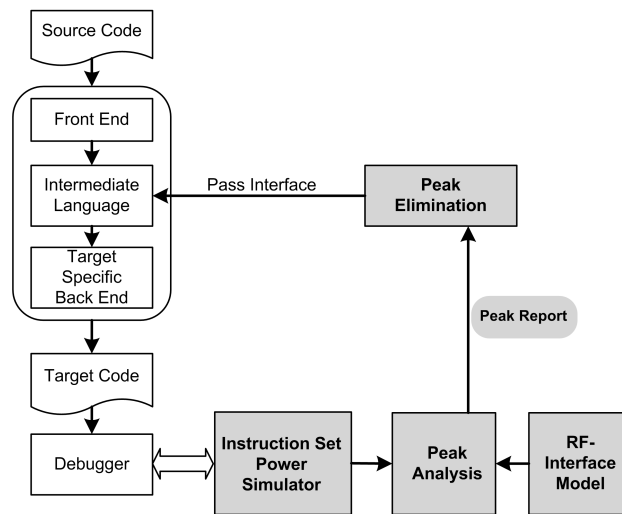 Source Code
Front End
Intermediate
Language
Pass Interface
Peak
Elimination
Target
Specific
Back End
Peak Report
Target Code
Debugger
Instruction Set
Power
Simulator
Peak
Analysis
RF-
Interface
Model